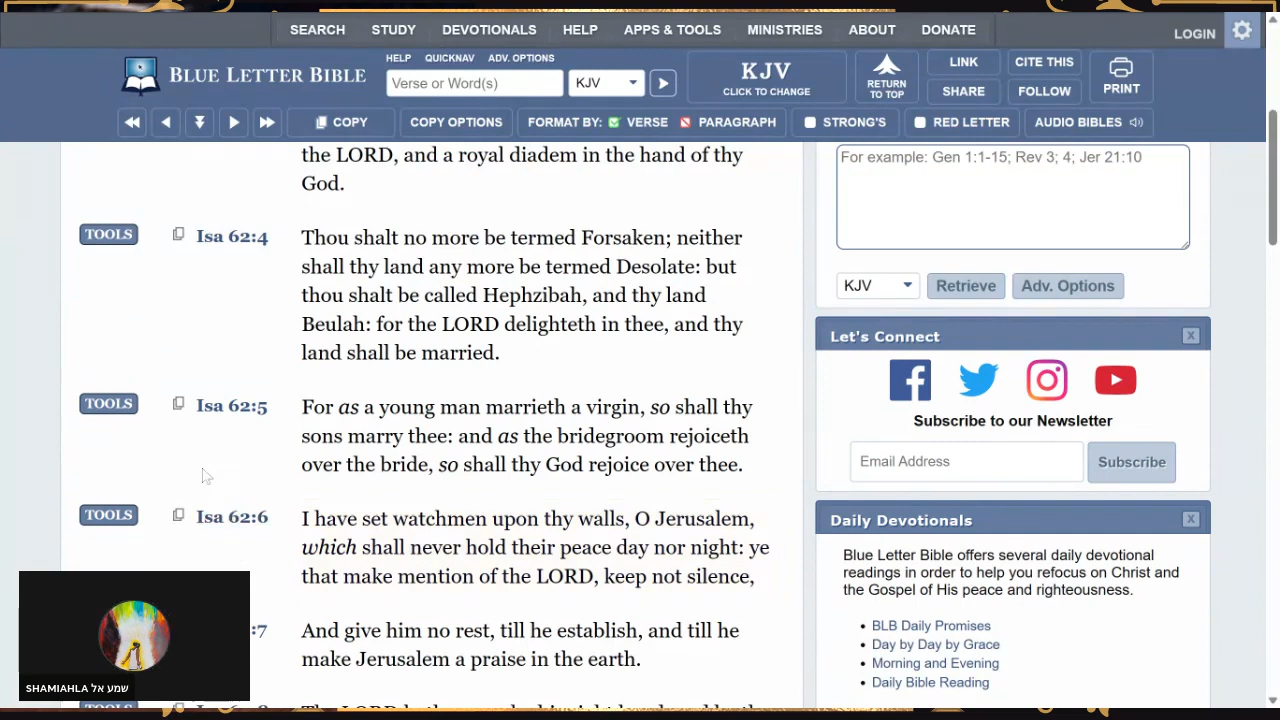 SEARCH STUDY DEVOTIONALS HELP APPS & TOOLS MINISTRIES ABOUT DONATE
LOGIN
HELP QUICKNAV ADV. OPTIONS
BLUE LETTER BIBLE
Verse or Word(s)
KJV
KJV
CLICK TO CHANGE
RETURN
TO TOP
LINK
CITE THIS
SHARE
FOLLOW
PRINT
COPY COPY OPTIONS FORMAT BY: VERSE PARAGRAPH STRONG'S RED LETTER AUDIO BIBLES
the LORD, and a royal diadem in the hand of thy
God.
TOOLS Isa 62:4 Thou shalt no more be termed Forsaken; neither
shall thy land any more be termed Desolate: but
thou shalt be called Hephzibah, and thy land
Beulah: for the LORD delighteth in thee, and thy
land shall be married.
TOOLS Isa 62:5 For as a young man marrieth a virgin, so shall thy
sons marry thee: and as the bridegroom rejoiceth
over the bride, so shall thy God rejoice over thee.
TOOLS Isa 62:6 I have set watchmen upon thy walls, O Jerusalem,
which shall never hold their peace day nor night: ye
that make mention of the LORD, keep not silence,
:7 And give him no rest, till he establish, and till he
make Jerusalem a praise in the earth.
SHAMIAHLA שמע אל
For example: Gen 1:1-15; Rev 3; 4; Jer 21:10
KJV Retrieve Adv. Options
Let's Connect X
Subscribe to our Newsletter
Email Address Subscribe
Daily Devotionals X
Blue Letter Bible offers several daily devotional
readings in order to help you refocus on Christ and
the Gospel of His peace and righteousness.
• BLB Daily Promises
• Day by Day by Grace
• Morning and Evening
• Daily Bible Reading